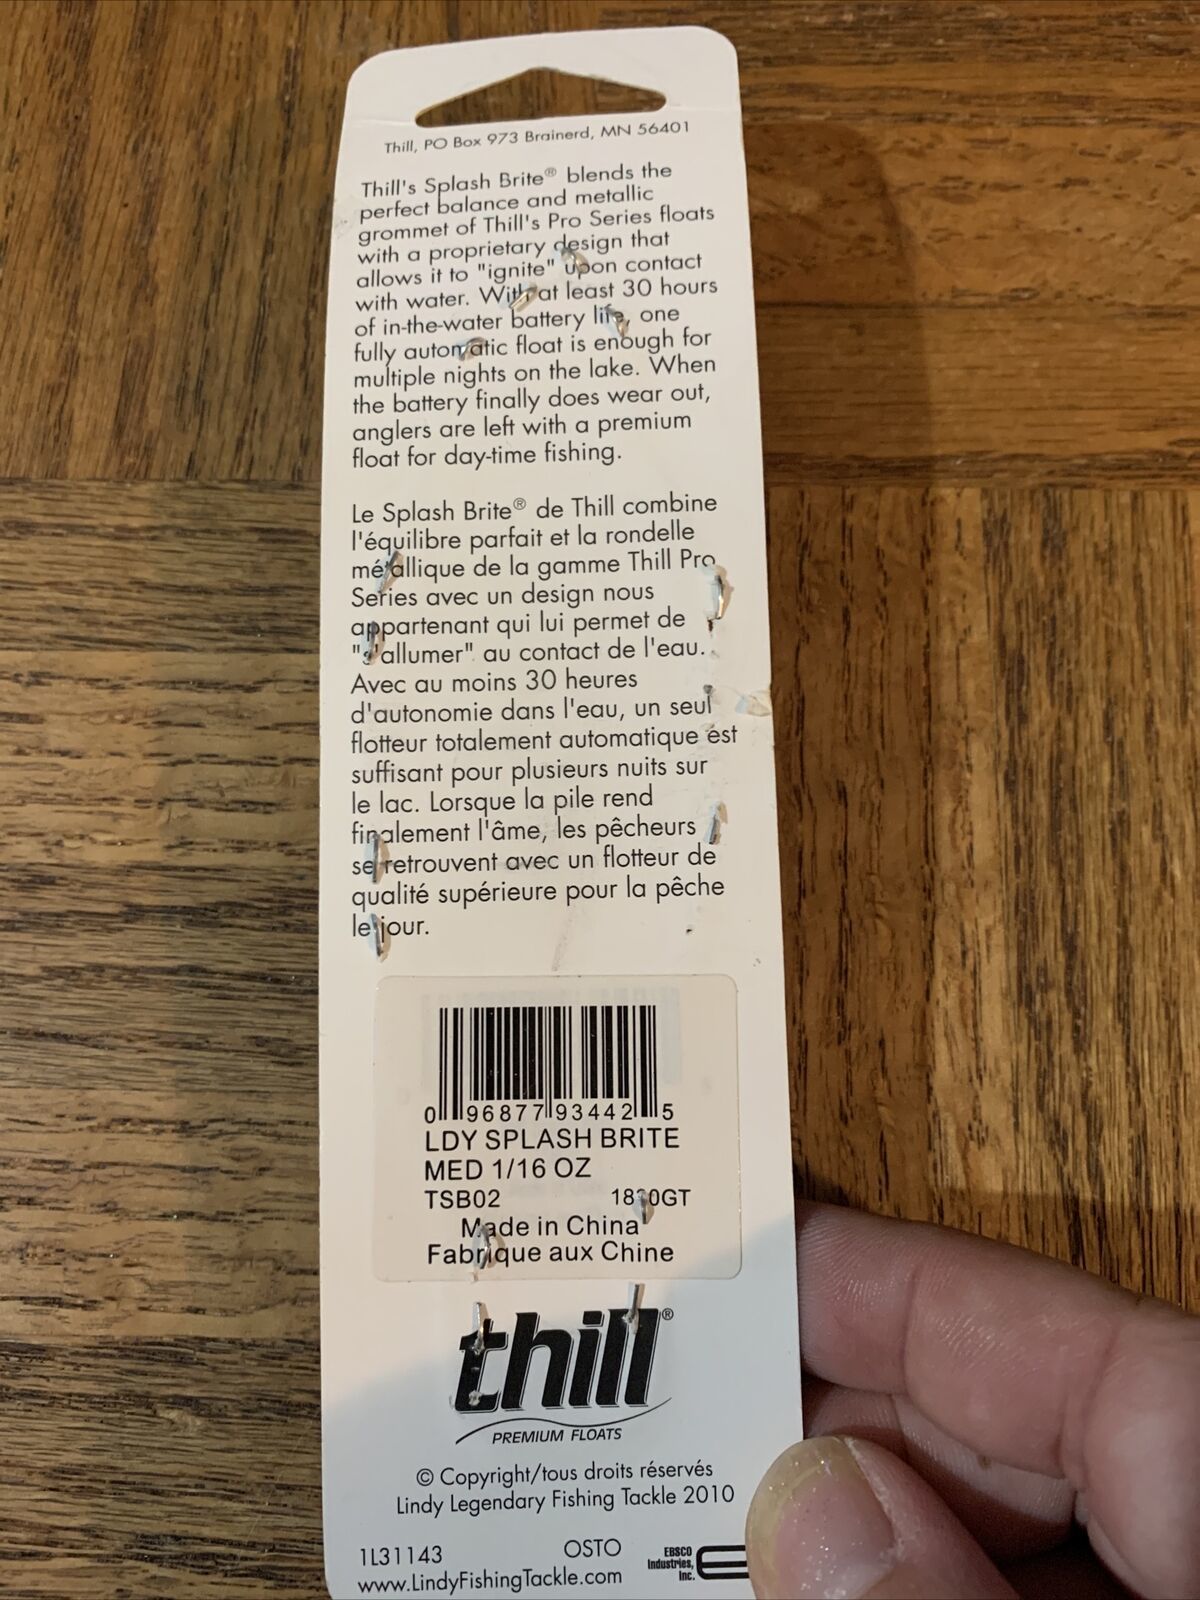 Thill, PO Box 973 Brainerd, MN 56401
Thill's Splash Brite® blends the
perfect balance and metallic
grommet of Thill's Pro Series floats
with a proprietary design that
allows it to "ignite" upon contact
with water. With at least 30 hours
of in-the-water battery life, one
fully automatic float is enough for
multiple nights on the lake. When
the battery finally does wear out,
anglers are left with a premium
float for day-time fishing.
Le Splash Brite® de Thill combine
l'équilibre parfait et la rondelle
métallique de la gamme Thill Pro
Series avec un design nous
appartenant qui lui permet de
"s'allumer" au contact de l'eau.
Avec au moins 30 heures
d'autonomie dans l'eau, un seul
flotteur totalement automatique est
suffisant pour plusieurs nuits sur
le lac. Lorsque la pile rend
finalement l'âme, les pêcheurs
se retrouvent avec un flotteur de
qualité supérieure pour la pêche
le jour.
0 96877 93442 5
LDY SPLASH BRITE
MED 1/16 OZ
TSB02
Made in China
Fabrique aux Chine
thill®
PREMIUM FLOATS
© Copyright/tous droits réservés
Lindy Legendary Fishing Tackle 2010
1L31143 OSTO
www.LindyFishingTackle.com
EBSCO
Industries,
Inc.